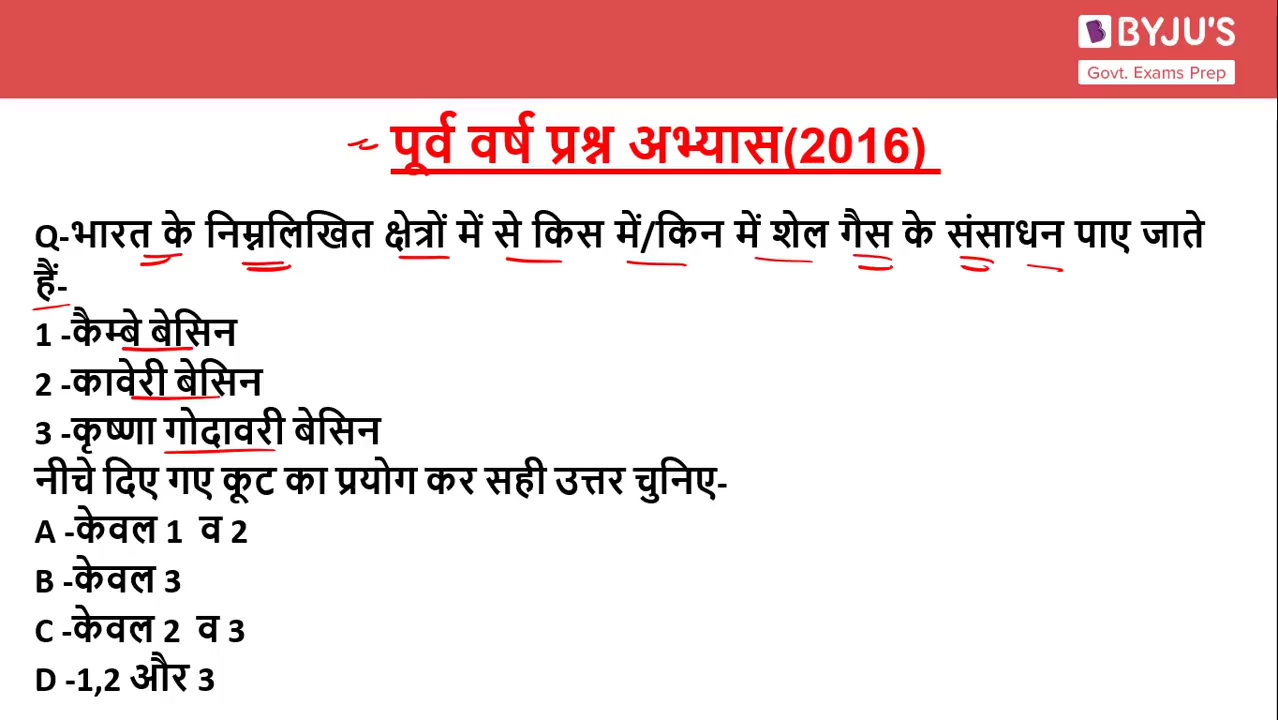 BYJU'S
Govt. Exams Prep
पूर्व वर्ष प्रश्न अभ्यास(2016)
Q-भारत के निम्नलिखित क्षेत्रों में से किस में/किन में शेल गैस के संसाधन पाए जाते
हैं-
1 -कैम्बे बेसिन
2 -कावेरी बेसिन
3 -कृष्णा गोदावरी बेसिन
नीचे दिए गए कूट का प्रयोग कर सही उत्तर चुनिए-
A -केवल 1 व 2
B -केवल 3
C -केवल 2 व 3
D -1,2 और 3